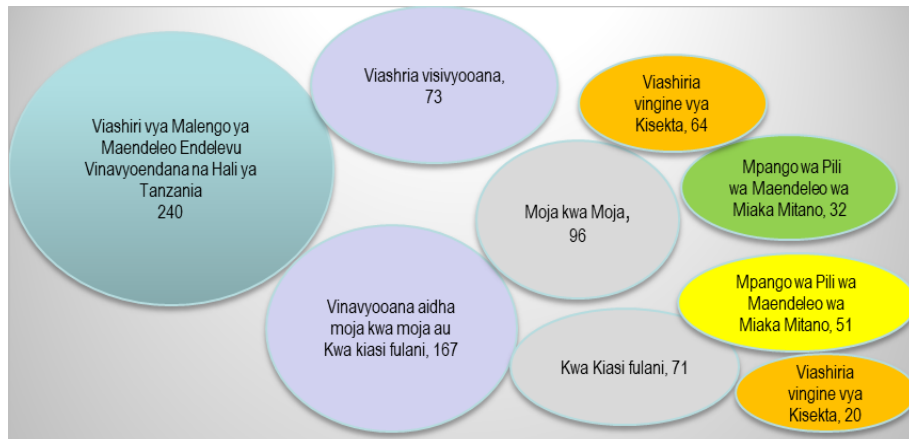 Viashiri vya Malengo ya
Maendeleo Endelevu
Vinavyoendana na Hali ya
Tanzania
240
Viashria visivyooana,
73
Vinavyooana aidha
moja kwa moja au
Kwa kiasi fulani, 167
Moja kwa Moja,
96
Kwa Kiasi fulani, 71
Viashiria
vingine vya
Kisekta, 64
Mpango wa Pili
wa Maendeleo wa
Miaka Mitano, 32
Mpango wa Pili wa
Maendeleo wa
Miaka Mitano, 51
Viashiria
vingine vya
Kisekta, 20